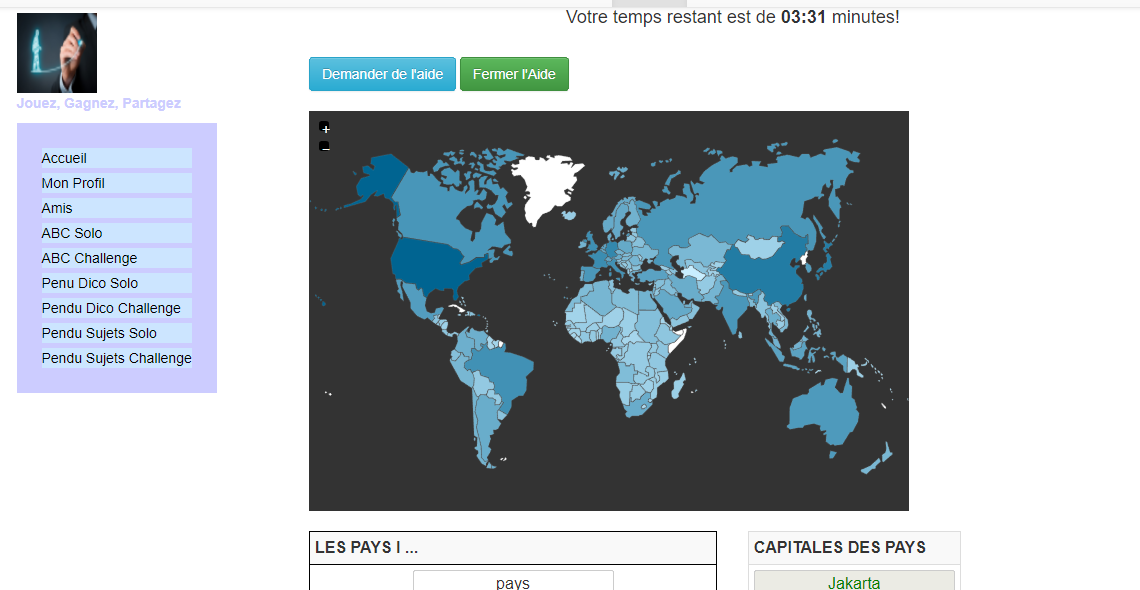 Votre temps restant est de 03:31 minutes!
Demander de l'aide
Fermer l'Aide
Jouez, Gagnez, Partagez
Accueil
Mon Profil
Amis
ABC Solo
ABC Challenge
Penu Dico Solo
Pendu Dico Challenge
Pendu Sujets Solo
Pendu Sujets Challenge
+
−
LES PAYS I ...
pays
CAPITALES DES PAYS
Jakarta